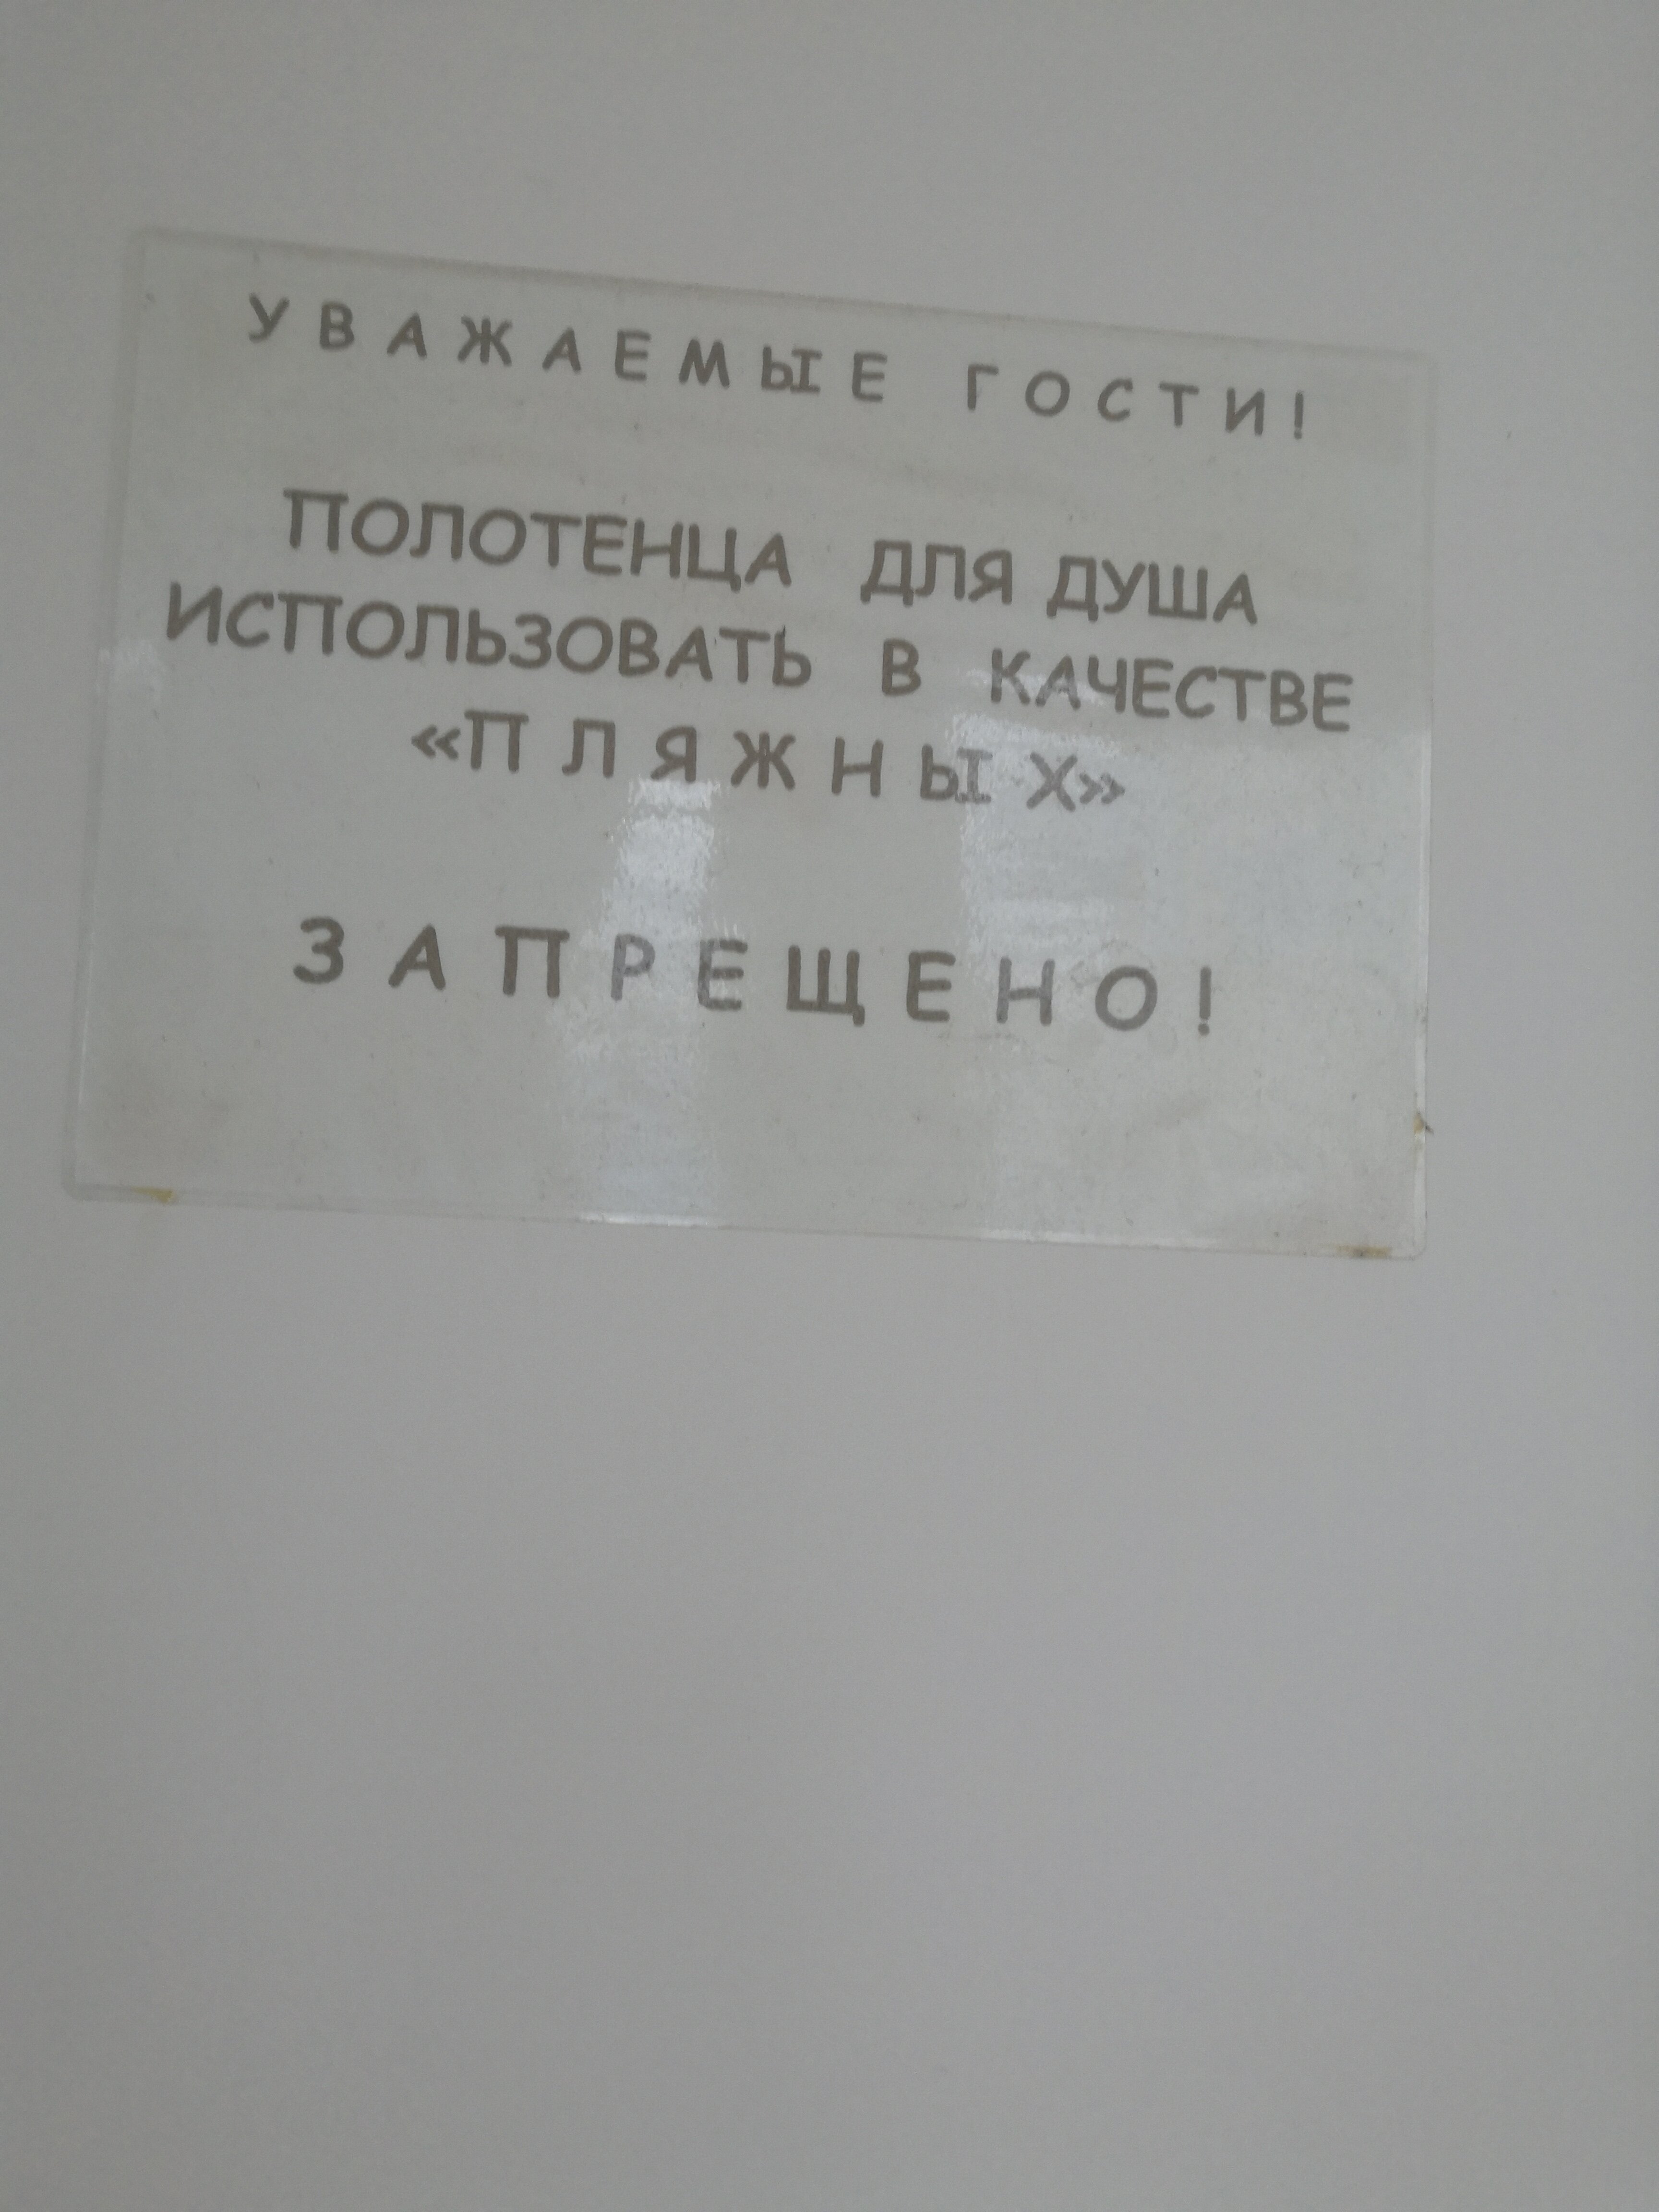 УВАЖАЕМЫЕ ГОСТИ!
ПОЛОТЕНЦА ДЛЯ ДУША
ИСПОЛЬЗОВАТЬ В КАЧЕСТВЕ
«ПЛЯЖНЫХ»
ЗАПРЕЩЕНО!